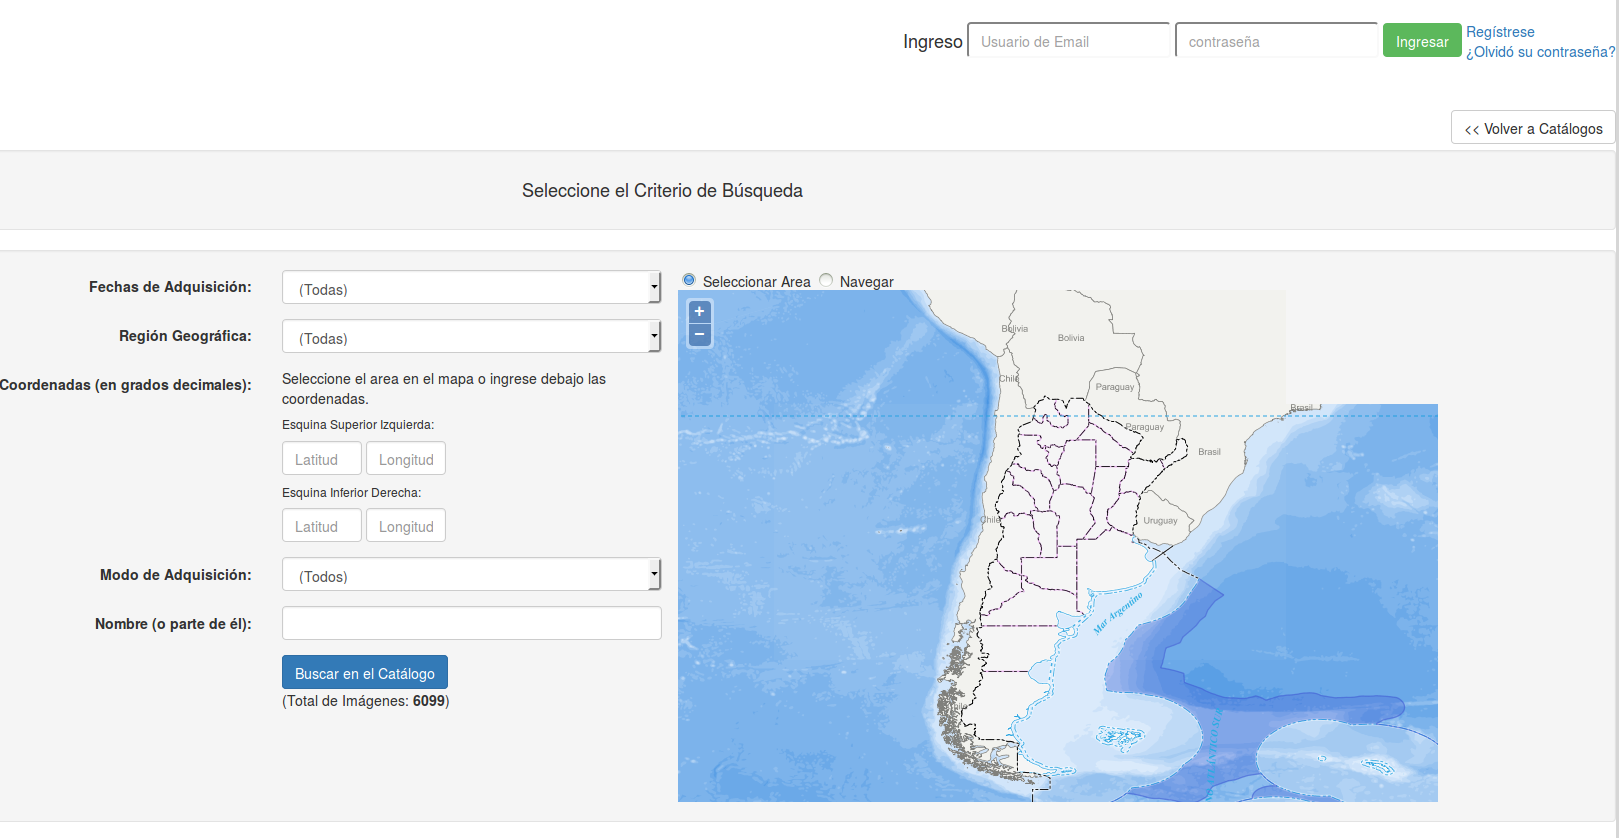 Ingreso Usuario de Email contraseña Ingresar Regístrese
¿Olvidó su contraseña?
<< Volver a Catálogos
Seleccione el Criterio de Búsqueda
Fechas de Adquisición: (Todas)
Región Geográfica: (Todas)
Coordenadas (en grados decimales): Seleccione el area en el mapa o ingrese debajo las
coordenadas.
Esquina Superior Izquierda:
Latitud Longitud
Esquina Inferior Derecha:
Latitud Longitud
Modo de Adquisición: (Todos)
Nombre (o parte de él):
Buscar en el Catálogo
(Total de Imágenes: 6099)
Seleccionar Area Navegar
+
−
Bolivia
Bolivia
Chile
Paraguay
Brasil
Paraguay
Brasil
Chile
Uruguay
Mar Argentino